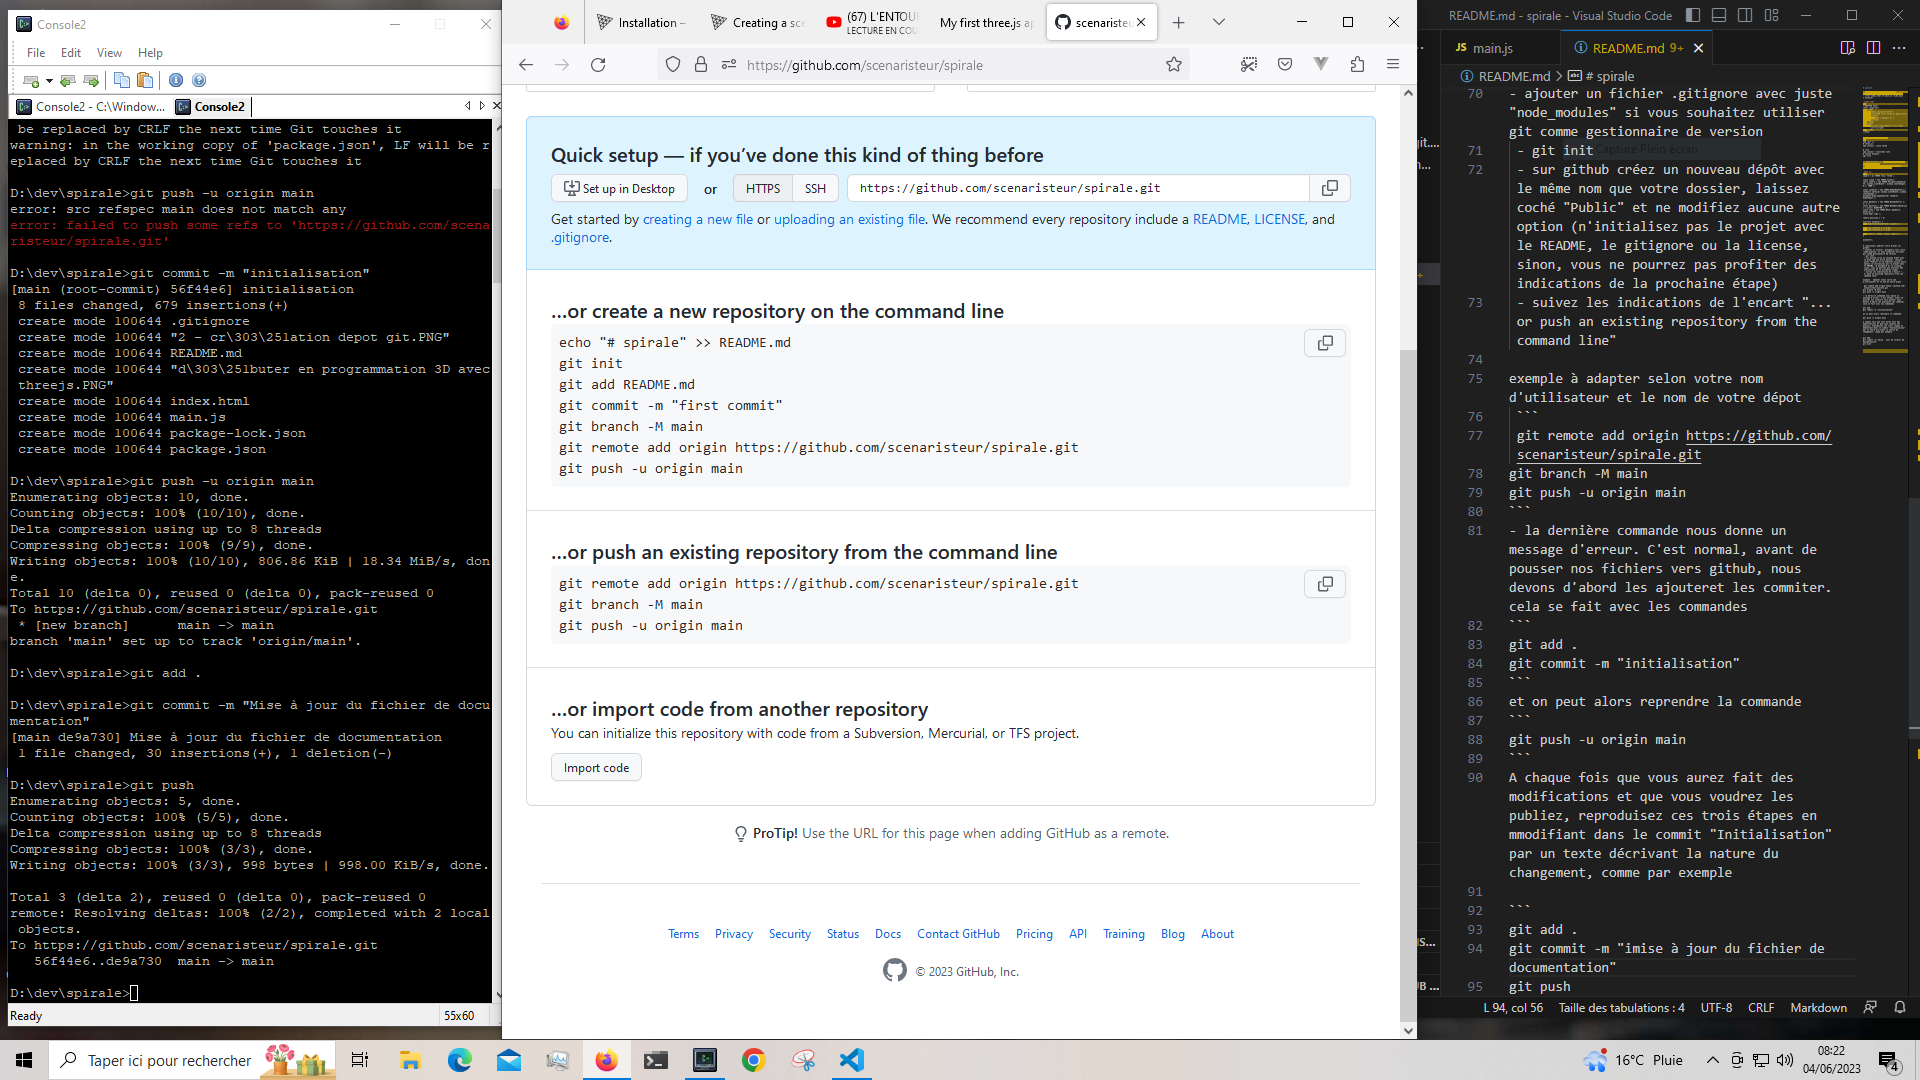 Console2
File Edit View Help
Console2 - C:\Window... Console2
be replaced by CRLF the next time Git touches it
warning: in the working copy of 'package.json', LF will be r
eplaced by CRLF the next time Git touches it
D:\dev\spirale>git push -u origin main
error: src refspec main does not match any
error: failed to push some refs to 'https://github.com/scena
risteur/spirale.git'
D:\dev\spirale>git commit -m "initialisation"
[main (root-commit) 56f44e6] initialisation
8 files changed, 679 insertions(+)
create mode 100644 .gitignore
create mode 100644 "2 - cr\303\251ation depot git.PNG"
create mode 100644 README.md
create mode 100644 "d\303\251buter en programmation 3D avec
threejs.PNG"
create mode 100644 index.html
create mode 100644 main.js
create mode 100644 package-lock.json
create mode 100644 package.json
D:\dev\spirale>git push -u origin main
Enumerating objects: 10, done.
Counting objects: 100% (10/10), done.
Delta compression using up to 8 threads
Compressing objects: 100% (9/9), done.
Writing objects: 100% (10/10), 806.86 KiB | 18.34 MiB/s, don
e.
Total 10 (delta 0), reused 0 (delta 0), pack-reused 0
To https://github.com/scenaristeur/spirale.git
* [new branch] main -> main
branch 'main' set up to track 'origin/main'.
D:\dev\spirale>git add .
D:\dev\spirale>git commit -m "Mise à jour du fichier de docu
mentation"
[main de9a730] Mise à jour du fichier de documentation
1 file changed, 30 insertions(+), 1 deletion(-)
D:\dev\spirale>git push
Enumerating objects: 5, done.
Counting objects: 100% (5/5), done.
Delta compression using up to 8 threads
Compressing objects: 100% (3/3), done.
Writing objects: 100% (3/3), 998 bytes | 998.00 KiB/s, done.
Total 3 (delta 2), reused 0 (delta 0), pack-reused 0
remote: Resolving deltas: 100% (2/2), completed with 2 local
objects.
To https://github.com/scenaristeur/spirale.git
56f44e6..de9a730 main -> main
D:\dev\spirale>
Ready 55x60
Installation – Creating a sce (67) L'ENTOU LECTURE EN COU My first three.js ap scenaristeu
https://github.com/scenaristeur/spirale
Quick setup — if you've done this kind of thing before
Set up in Desktop or HTTPS SSH https://github.com/scenaristeur/spirale.git
Get started by creating a new file or uploading an existing file. We recommend every repository include a README, LICENSE, and
.gitignore.
...or create a new repository on the command line
echo "# spirale" >> README.md
git init
git add README.md
git commit -m "first commit"
git branch -M main
git remote add origin https://github.com/scenaristeur/spirale.git
git push -u origin main
...or push an existing repository from the command line
git remote add origin https://github.com/scenaristeur/spirale.git
git branch -M main
git push -u origin main
...or import code from another repository
You can initialize this repository with code from a Subversion, Mercurial, or TFS project.
Import code
ProTip! Use the URL for this page when adding GitHub as a remote.
Terms Privacy Security Status Docs Contact GitHub Pricing API Training Blog About
© 2023 GitHub, Inc.
README.md - spirale - Visual Studio Code
JS main.js README.md 9+
README.md > # spirale
70 - ajouter un fichier .gitignore avec juste
"node_modules" si vous souhaitez utiliser
git comme gestionnaire de version
Capture Plein écran
71 - git init
72 - sur github créez un nouveau dépôt avec
le même nom que votre dossier, laissez
coché "Public" et ne modifiez aucune autre
option (n'initialisez pas le projet avec
le README, le gitignore ou la license,
sinon, vous ne pourrez pas profiter des
indications de la prochaine étape)
73 - suivez les indications de l'encart "...
or push an existing repository from the
command line"
74
75 exemple à adapter selon votre nom
d'utilisateur et le nom de votre dépot
76 ```
77 git remote add origin https://github.com/
scenaristeur/spirale.git
78 git branch -M main
79 git push -u origin main
80 ```
81 - la dernière commande nous donne un
message d'erreur. C'est normal, avant de
pousser nos fichiers vers github, nous
devons d'abord les ajouteret les commiter.
cela se fait avec les commandes
82 ```
83 git add .
84 git commit -m "initialisation"
85 ```
86 et on peut alors reprendre la commande
87 ```
88 git push -u origin main
89 ```
90 A chaque fois que vous aurez fait des
modifications et que vous voudrez les
publiez, reproduisez ces trois étapes en
mmodifiant dans le commit "Initialisation"
par un texte décrivant la nature du
changement, comme par exemple
91
92 ```
93 git add .
94 git commit -m "imise à jour du fichier de
documentation"
95 git push
L 94, col 56 Taille des tabulations : 4 UTF-8 CRLF Markdown
Taper ici pour rechercher
16°C Pluie
08:22
04/06/2023
4